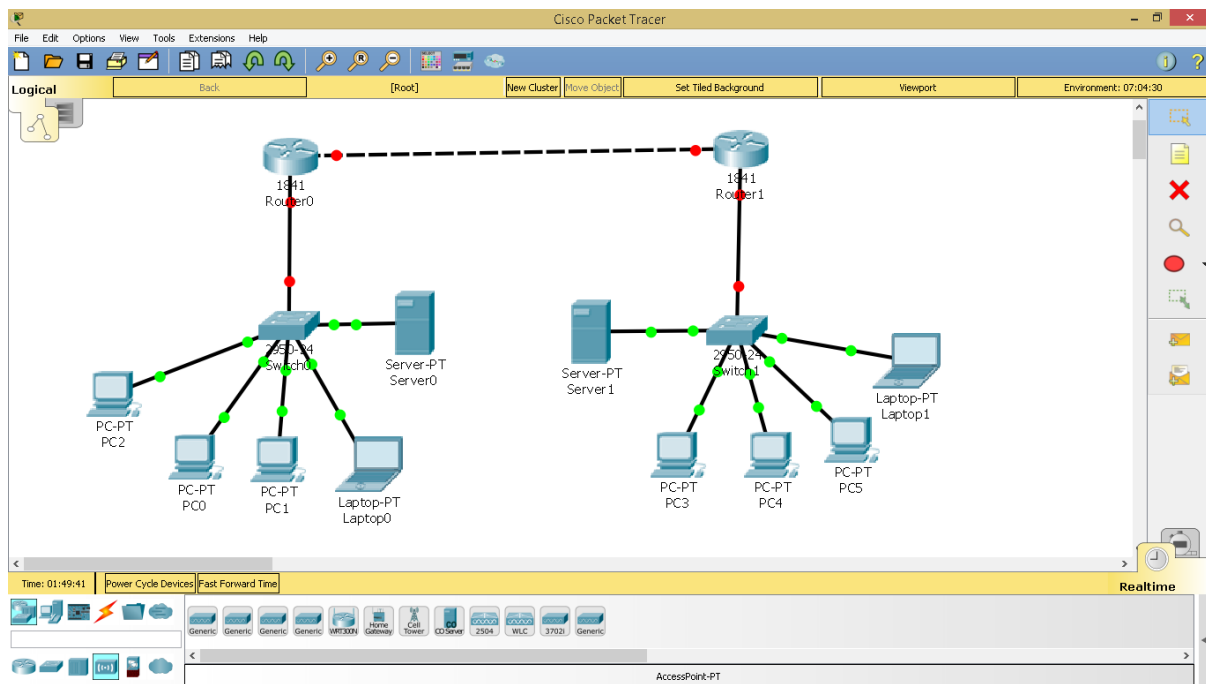 Cisco Packet Tracer
File Edit Options View Tools Extensions Help
Logical Back [Root] New Cluster Move Object Set Tiled Background Viewport Environment: 07:04:30
1841
Router0
1841
Router1
2950-24
Switch0
Server-PT
Server0
Server-PT
Server1
2950-24
Switch1
Laptop-PT
Laptop1
PC-PT
PC2
PC-PT
PC0
PC-PT
PC1
Laptop-PT
Laptop0
PC-PT
PC3
PC-PT
PC4
PC-PT
PC5
Time: 01:49:41 Power Cycle Devices Fast Forward Time Realtime
Generic Generic Generic Generic WRT300N Home Gateway Cell Tower CO Server 2504 WLC 3702i Generic
AccessPoint-PT